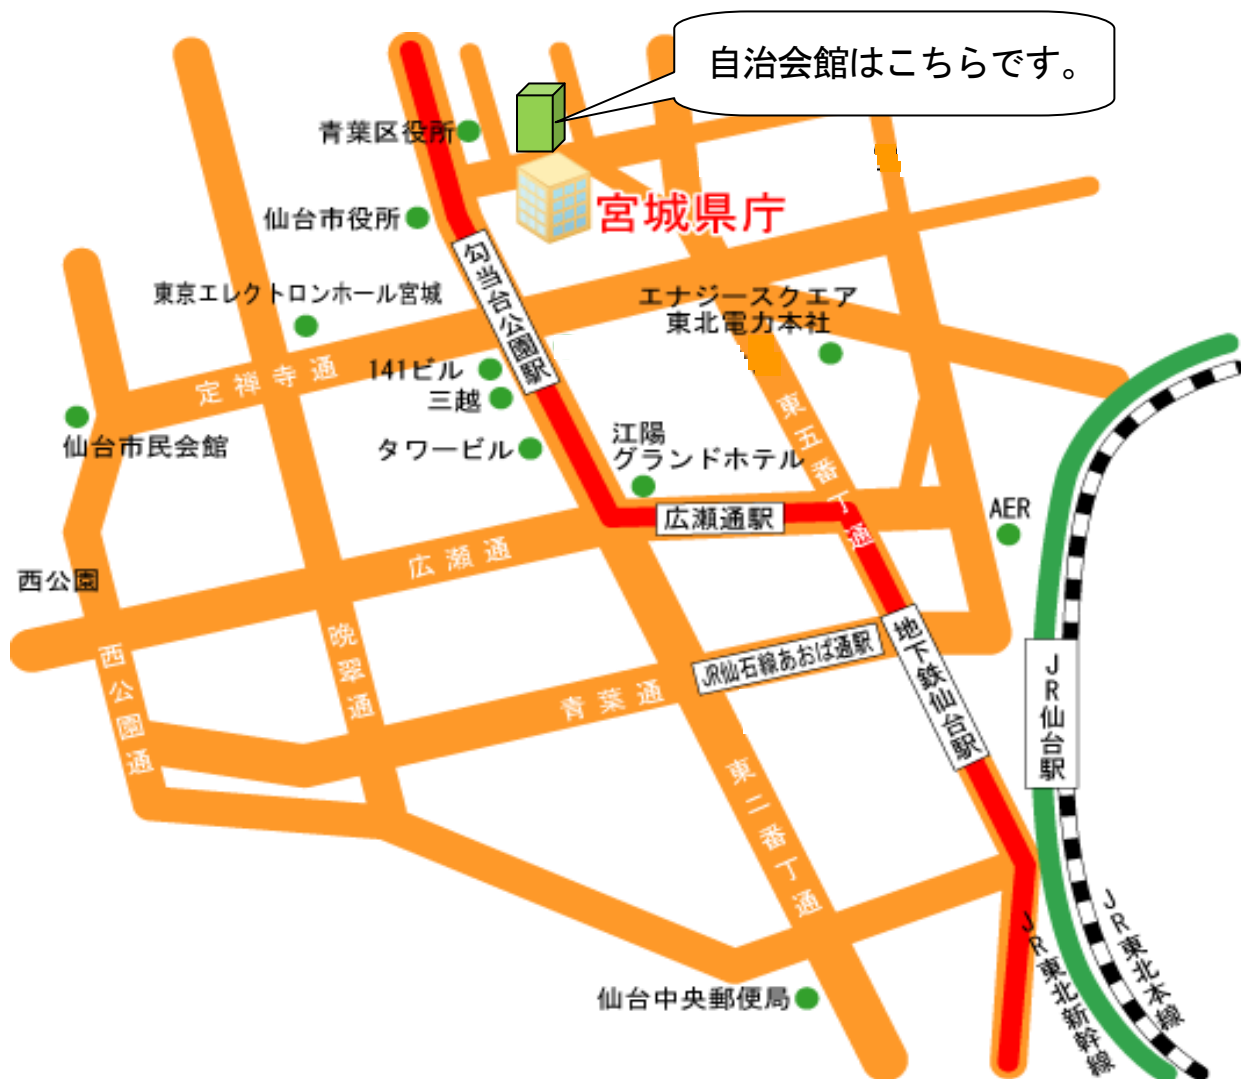 自治会館はこちらです。
青葉区役所
宮城県庁
仙台市役所
勾当台公園駅
東京エレクトロンホール宮城
エナジースクエア
東北電力本社
141ビル
三越
定禅寺通
仙台市民会館
タワービル
江陽
グランドホテル
東五番丁通
広瀬通駅
AER
広瀬通
西公園
西公園通
晩翠通
JR仙石線あおば通駅
地下鉄仙台駅
JR仙台駅
青葉通
東二番丁通
仙台中央郵便局
JR東北新幹線
JR東北本線